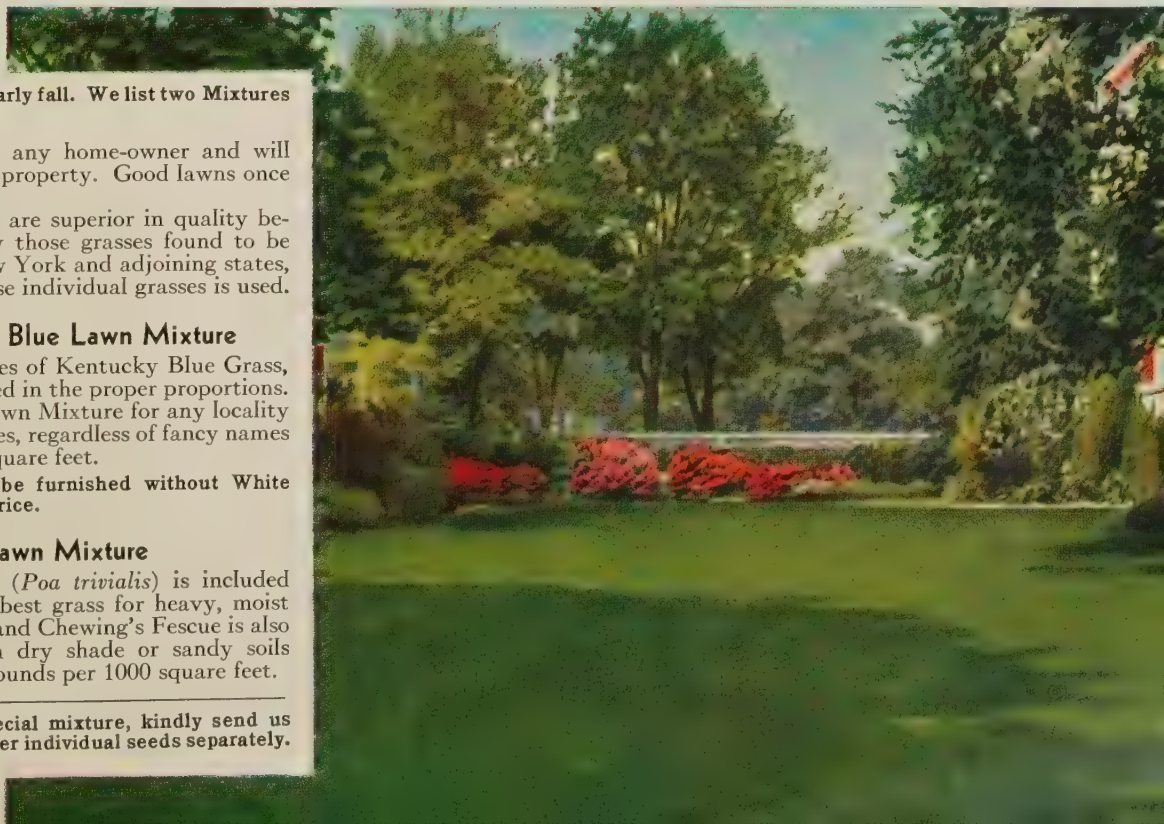 arly fall. We list two Mixtures
any home-owner and will
property. Good lawns once
are superior in quality be-
those grasses found to be
York and adjoining states,
se individual grasses is used.
Blue Lawn Mixture
es of Kentucky Blue Grass,
ed in the proper proportions.
wn Mixture for any locality
es, regardless of fancy names
quare feet.
be furnished without White
rice.
awn Mixture
(Poa trivialis) is included
best grass for heavy, moist
and Chewing's Fescue is also
dry shade or sandy soils
ounds per 1000 square feet.
ecial mixture, kindly send us
er individual seeds separately.